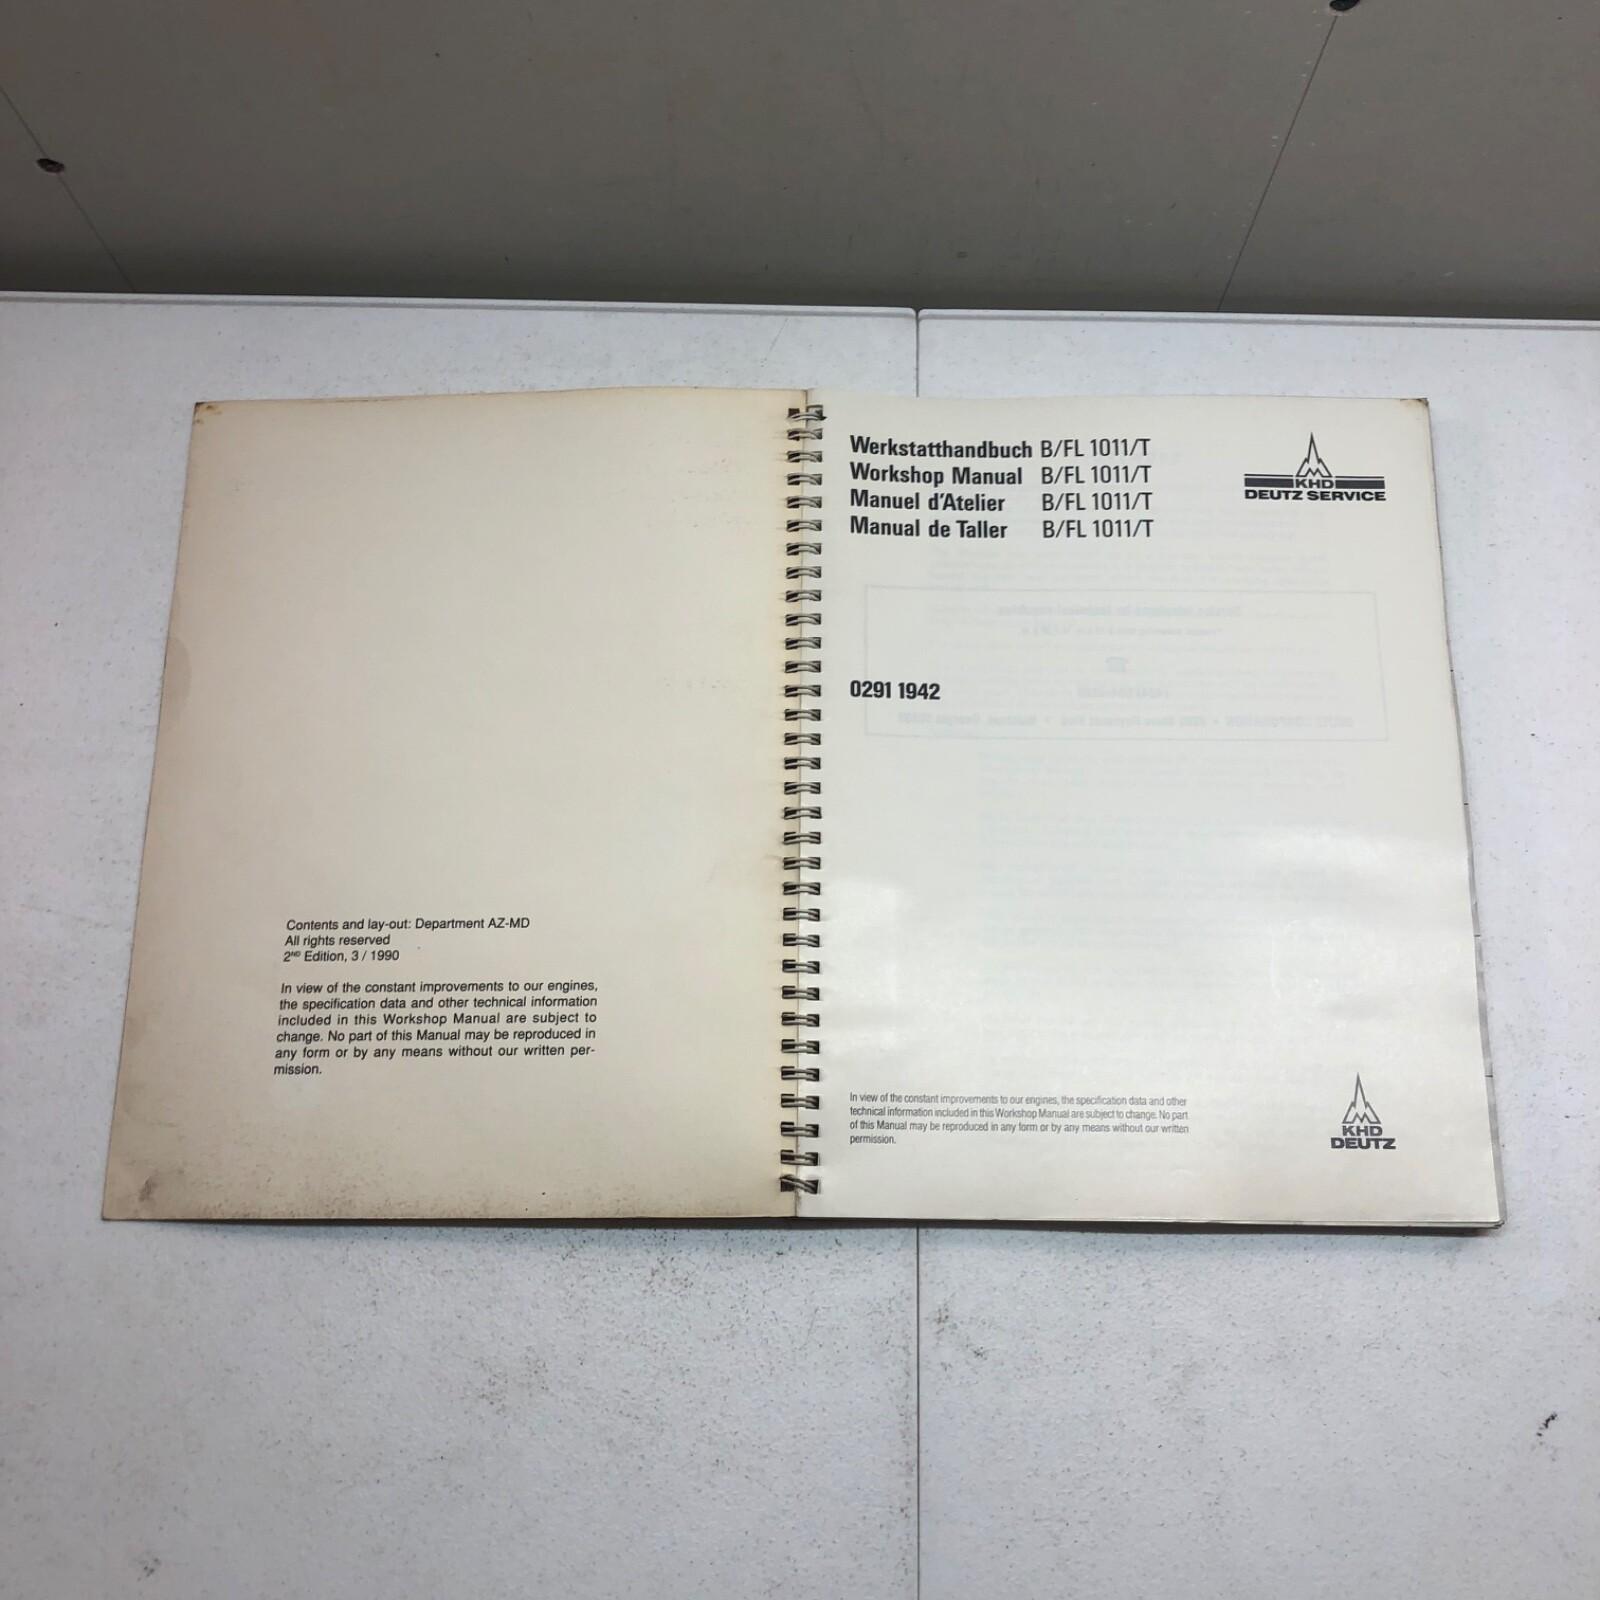 Contents and lay-out: Department AZ-MD
All rights reserved
2ND Edition, 3 / 1990
In view of the constant improvements to our engines,
the specification data and other technical information
included in this Workshop Manual are subject to
change. No part of this Manual may be reproduced in
any form or by any means without our written per-
mission.
Werkstatthandbuch B/FL 1011/T
Workshop Manual B/FL 1011/T
Manuel d'Atelier B/FL 1011/T
Manual de Taller B/FL 1011/T
KHD
DEUTZ SERVICE
0291 1942
In view of the constant improvements to our engines, the specification data and other
technical information included in this Workshop Manual are subject to change. No part
of this Manual may be reproduced in any form or by any means without our written
permission.
KHD
DEUTZ